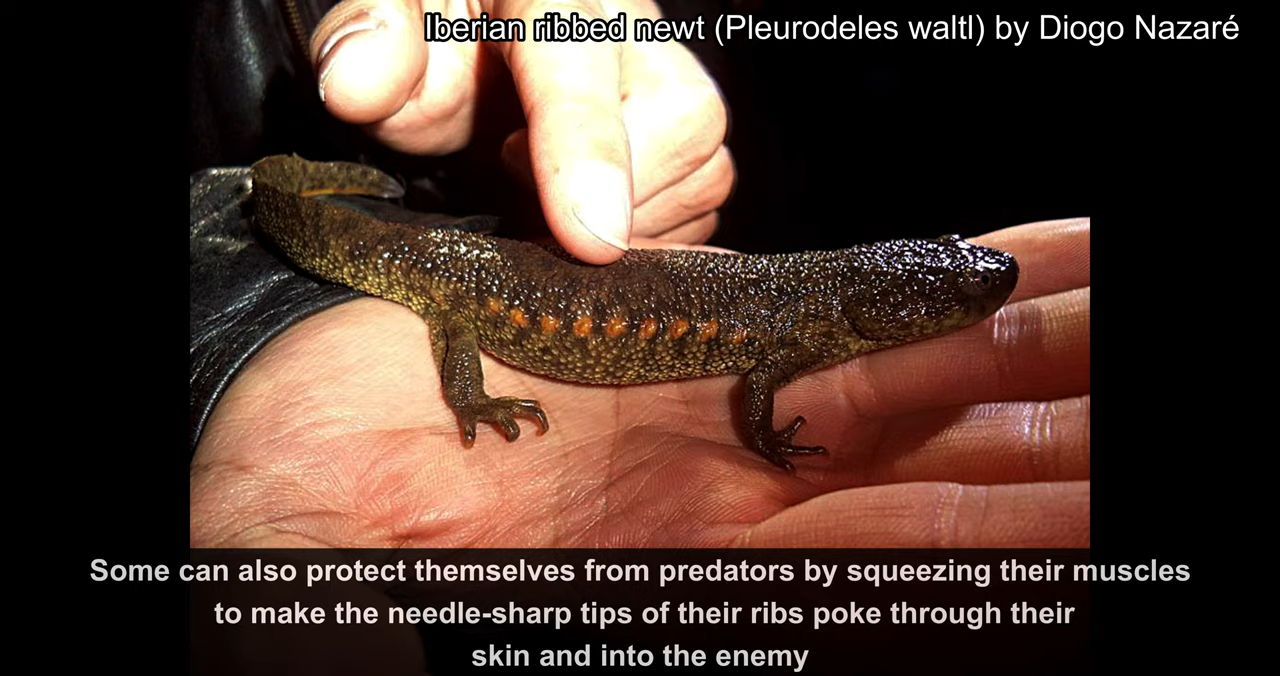 Iberian ribbed newt (Pleurodeles waltl) by Diogo Nazaré
Some can also protect themselves from predators by squeezing their muscles
to make the needle-sharp tips of their ribs poke through their
skin and into the enemy